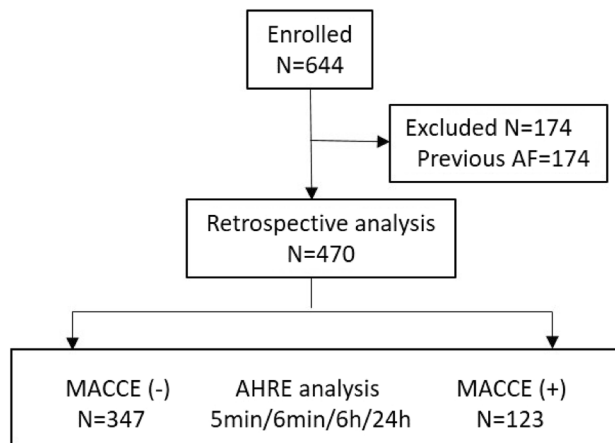 Enrolled
N=644
Excluded N=174
Previous AF=174
Retrospective analysis
N=470
MACCE (-) AHRE analysis MACCE (+)
N=347 5min/6min/6h/24h N=123